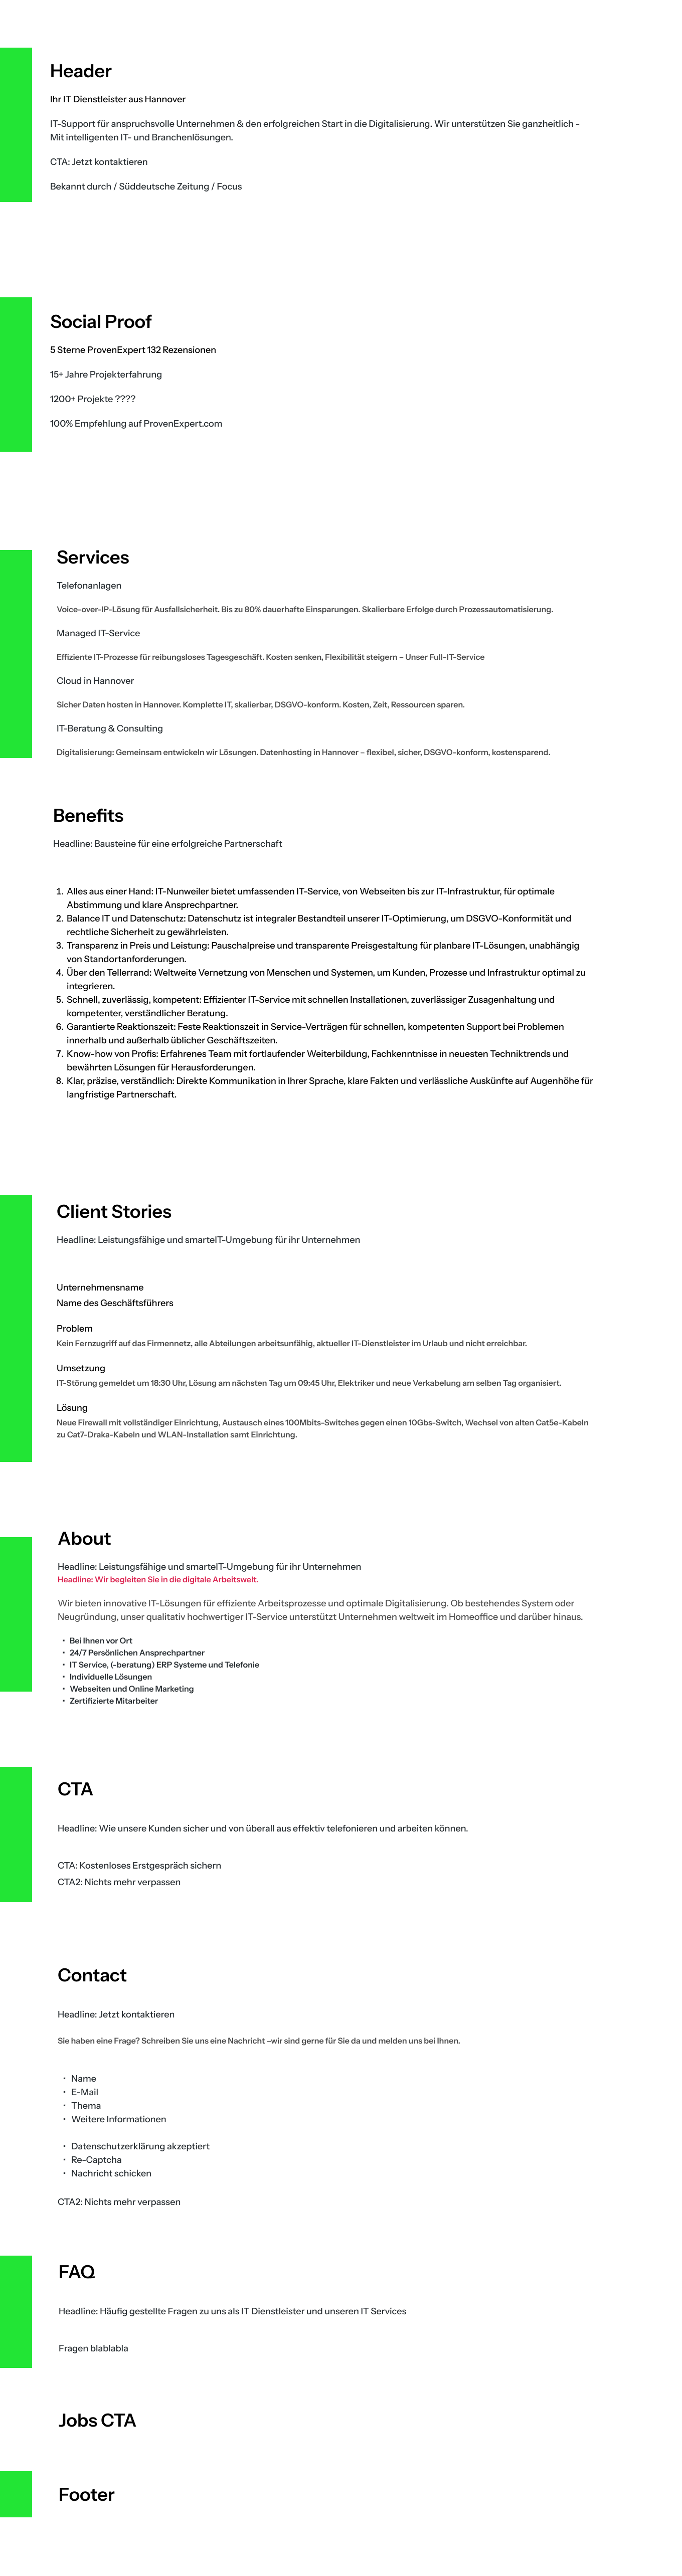 Header
Ihr IT Dienstleister aus Hannover
IT-Support für anspruchsvolle Unternehmen & den erfolgreichen Start in die Digitalisierung. Wir unterstützen Sie ganzheitlich -
Mit intelligenten IT- und Branchenlösungen.
CTA: Jetzt kontaktieren
Bekannt durch / Süddeutsche Zeitung / Focus
Social Proof
5 Sterne ProvenExpert 132 Rezensionen
15+ Jahre Projekterfahrung
1200+ Projekte ????
100% Empfehlung auf ProvenExpert.com
Services
Telefonanlagen
Voice-over-IP-Lösung für Ausfallsicherheit. Bis zu 80% dauerhafte Einsparungen. Skalierbare Erfolge durch Prozessautomatisierung.
Managed IT-Service
Effiziente IT-Prozesse für reibungsloses Tagesgeschäft. Kosten senken, Flexibilität steigern – Unser Full-IT-Service
Cloud in Hannover
Sicher Daten hosten in Hannover. Komplette IT, skalierbar, DSGVO-konform. Kosten, Zeit, Ressourcen sparen.
IT-Beratung & Consulting
Digitalisierung: Gemeinsam entwickeln wir Lösungen. Datenhosting in Hannover – flexibel, sicher, DSGVO-konform, kostensparend.
Benefits
Headline: Bausteine für eine erfolgreiche Partnerschaft
1. Alles aus einer Hand: IT-Nunweiler bietet umfassenden IT-Service, von Webseiten bis zur IT-Infrastruktur, für optimale
Abstimmung und klare Ansprechpartner.
2. Balance IT und Datenschutz: Datenschutz ist integraler Bestandteil unserer IT-Optimierung, um DSGVO-Konformität und
rechtliche Sicherheit zu gewährleisten.
3. Transparenz in Preis und Leistung: Pauschalpreise und transparente Preisgestaltung für planbare IT-Lösungen, unabhängig
von Standortanforderungen.
4. Über den Tellerrand: Weltweite Vernetzung von Menschen und Systemen, um Kunden, Prozesse und Infrastruktur optimal zu
integrieren.
5. Schnell, zuverlässig, kompetent: Effizienter IT-Service mit schnellen Installationen, zuverlässiger Zusagenhaltung und
kompetenter, verständlicher Beratung.
6. Garantierte Reaktionszeit: Feste Reaktionszeit in Service-Verträgen für schnellen, kompetenten Support bei Problemen
innerhalb und außerhalb üblicher Geschäftszeiten.
7. Know-how von Profis: Erfahrenes Team mit fortlaufender Weiterbildung, Fachkenntnisse in neuesten Techniktrends und
bewährten Lösungen für Herausforderungen.
8. Klar, präzise, verständlich: Direkte Kommunikation in Ihrer Sprache, klare Fakten und verlässliche Auskünfte auf Augenhöhe für
langfristige Partnerschaft.
Client Stories
Headline: Leistungsfähige und smarteIT-Umgebung für ihr Unternehmen
Unternehmensname
Name des Geschäftsführers
Problem
Kein Fernzugriff auf das Firmennetz, alle Abteilungen arbeitsunfähig, aktueller IT-Dienstleister im Urlaub und nicht erreichbar.
Umsetzung
IT-Störung gemeldet um 18:30 Uhr, Lösung am nächsten Tag um 09:45 Uhr, Elektriker und neue Verkabelung am selben Tag organisiert.
Lösung
Neue Firewall mit vollständiger Einrichtung, Austausch eines 100Mbits-Switches gegen einen 10Gbs-Switch, Wechsel von alten Cat5e-Kabeln
zu Cat7-Draka-Kabeln und WLAN-Installation samt Einrichtung.
About
Headline: Leistungsfähige und smarteIT-Umgebung für ihr Unternehmen
Headline: Wir begleiten Sie in die digitale Arbeitswelt.
Wir bieten innovative IT-Lösungen für effiziente Arbeitsprozesse und optimale Digitalisierung. Ob bestehendes System oder
Neugründung, unser qualitativ hochwertiger IT-Service unterstützt Unternehmen weltweit im Homeoffice und darüber hinaus.
• Bei Ihnen vor Ort
• 24/7 Persönlichen Ansprechpartner
• IT Service, (-beratung) ERP Systeme und Telefonie
• Individuelle Lösungen
• Webseiten und Online Marketing
• Zertifizierte Mitarbeiter
CTA
Headline: Wie unsere Kunden sicher und von überall aus effektiv telefonieren und arbeiten können.
CTA: Kostenloses Erstgespräch sichern
CTA2: Nichts mehr verpassen
Contact
Headline: Jetzt kontaktieren
Sie haben eine Frage? Schreiben Sie uns eine Nachricht –wir sind gerne für Sie da und melden uns bei Ihnen.
• Name
• E-Mail
• Thema
• Weitere Informationen
• Datenschutzerklärung akzeptiert
• Re-Captcha
• Nachricht schicken
CTA2: Nichts mehr verpassen
FAQ
Headline: Häufig gestellte Fragen zu uns als IT Dienstleister und unseren IT Services
Fragen blablabla
Jobs CTA
Footer